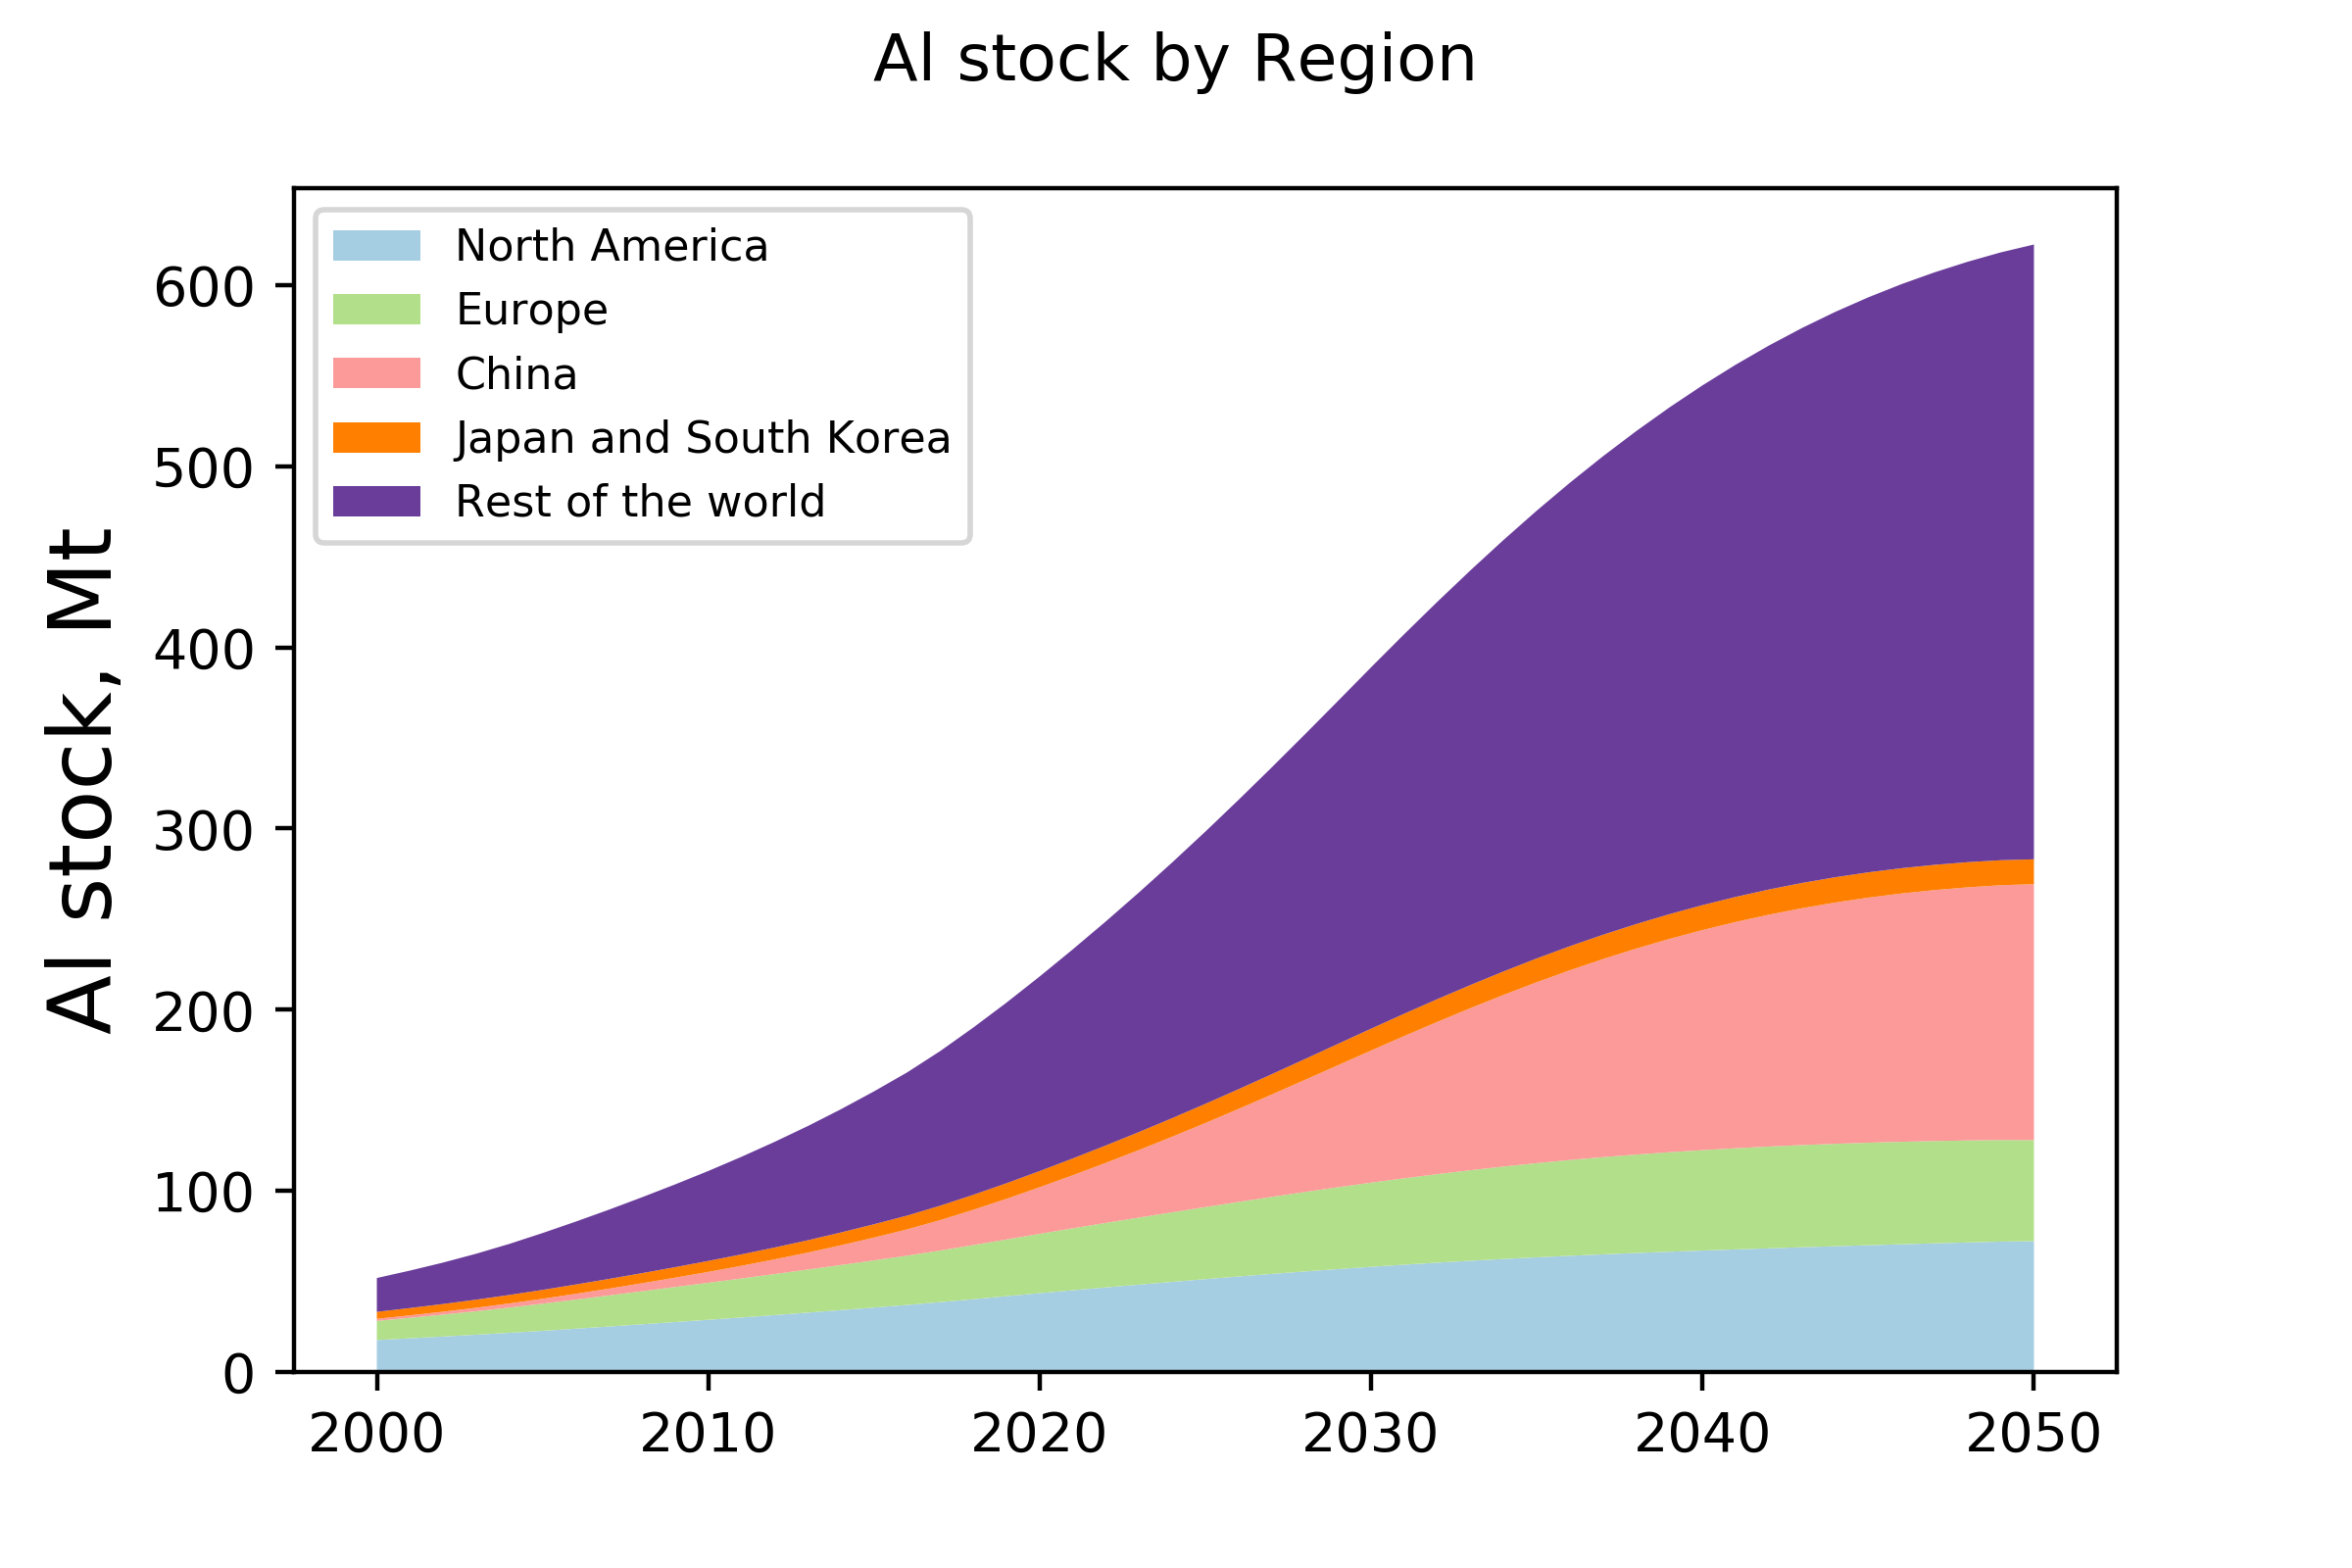 Al stock by Region
North America
Europe
China
Japan and South Korea
Rest of the world
Al stock, Mt
600
500
400
300
200
100
0
2000 2010 2020 2030 2040 2050